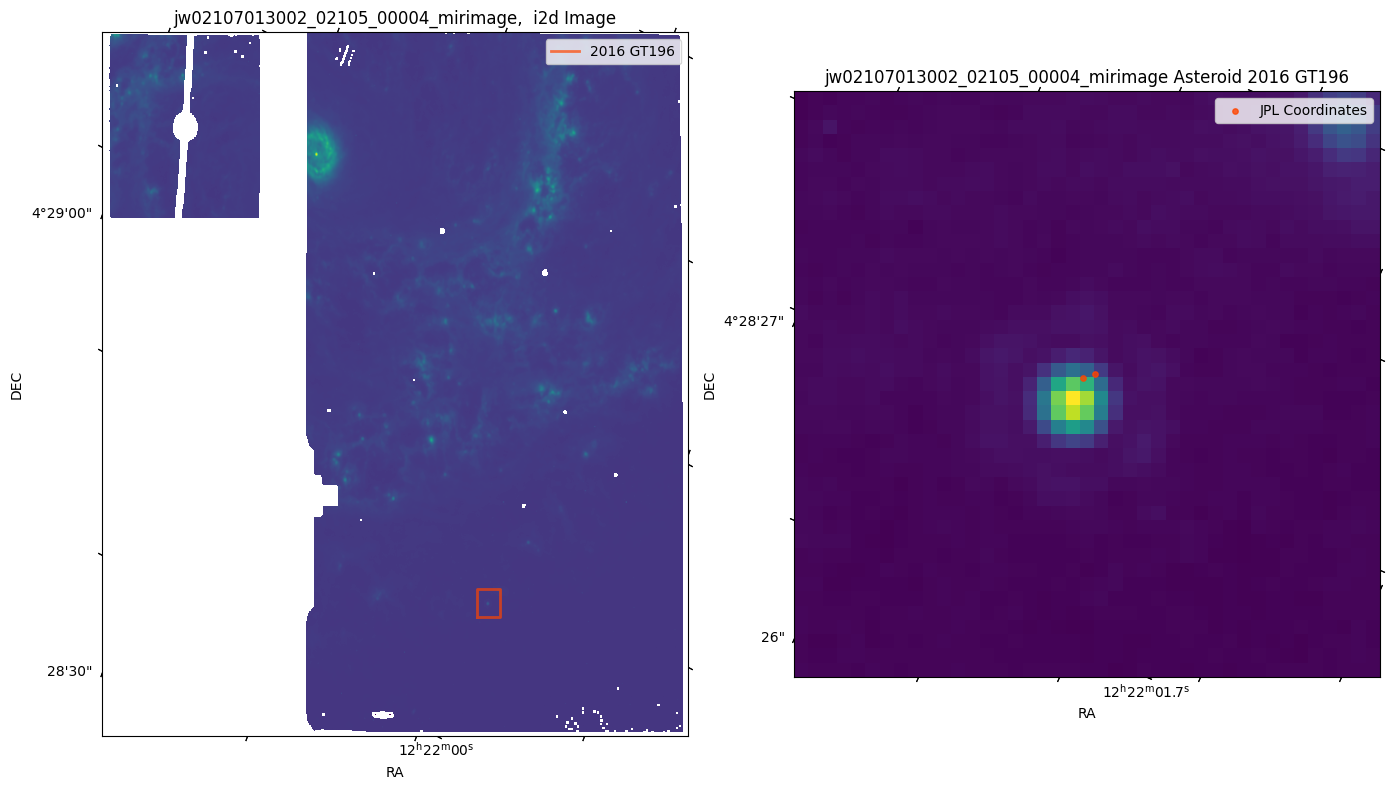 jw02107013002_02105_00004_mirimage,  i2d Image
2016 GT196
4°29'00"
28'30"
DEC
12ʰ22ᵐ00ˢ
RA
jw02107013002_02105_00004_mirimage Asteroid 2016 GT196
JPL Coordinates
4°28'27"
26"
DEC
12ʰ22ᵐ01.7ˢ
RA